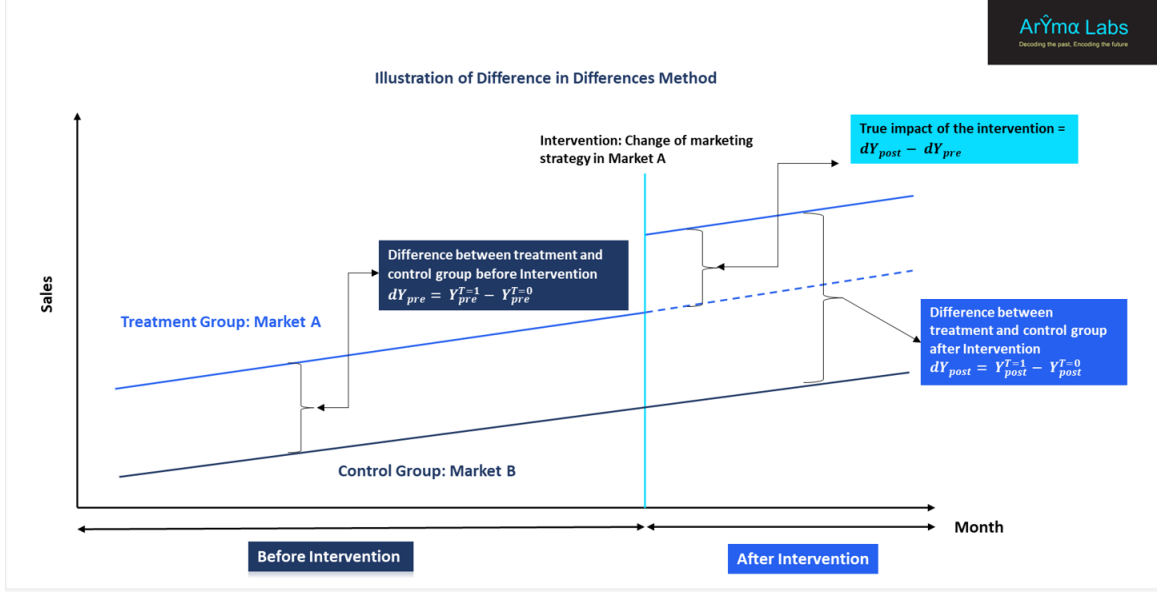 ArŶmα Labs
Decoding the past, Encoding the future
Illustration of Difference in Differences Method
Intervention: Change of marketing
strategy in Market A
True impact of the intervention =
dY_post − dY_pre
Difference between treatment and
control group before Intervention
dY_pre = Y_pre^{T=1} − Y_pre^{T=0}
Sales
Treatment Group: Market A
Difference between
treatment and control group
after Intervention
dY_post = Y_post^{T=1} − Y_post^{T=0}
Control Group: Market B
Month
Before Intervention
After Intervention